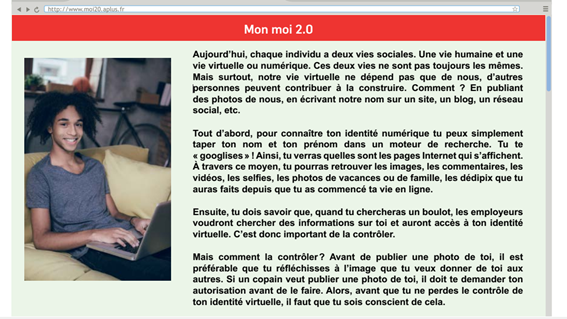 http://www.moi20.aplus.fr
Mon moi 2.0
Aujourd'hui, chaque individu a deux vies sociales. Une vie humaine et une
vie virtuelle ou numérique. Ces deux vies ne sont pas toujours les mêmes.
Mais surtout, notre vie virtuelle ne dépend pas que de nous, d'autres
personnes peuvent contribuer à la construire. Comment ? En publiant
des photos de nous, en écrivant notre nom sur un site, un blog, un réseau
social, etc.
Tout d'abord, pour connaître ton identité numérique tu peux simplement
taper ton nom et ton prénom dans un moteur de recherche. Tu te
« googlises » ! Ainsi, tu verras quelles sont les pages Internet qui s'affichent.
À travers ce moyen, tu pourras retrouver les images, les commentaires, les
vidéos, les selfies, les photos de vacances ou de famille, les dédipix que tu
auras faits depuis que tu as commencé ta vie en ligne.
Ensuite, tu dois savoir que, quand tu chercheras un boulot, les employeurs
voudront chercher des informations sur toi et auront accès à ton identité
virtuelle. C'est donc important de la contrôler.
Mais comment la contrôler ? Avant de publier une photo de toi, il est
préférable que tu réfléchisses à l'image que tu veux donner de toi aux
autres. Si un copain veut publier une photo de toi, il doit te demander ton
autorisation avant de le faire. Alors, avant que tu ne perdes le contrôle de
ton identité virtuelle, il faut que tu sois conscient de cela.